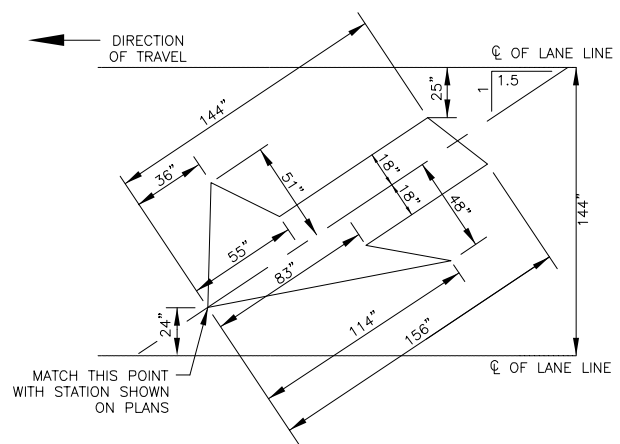 DIRECTION
OF TRAVEL
℄ OF LANE LINE
1.5
1
25"
144"
36"
51"
18"
18"
48"
144"
55"
83"
24"
114"
156"
℄ OF LANE LINE
MATCH THIS POINT
WITH STATION SHOWN
ON PLANS